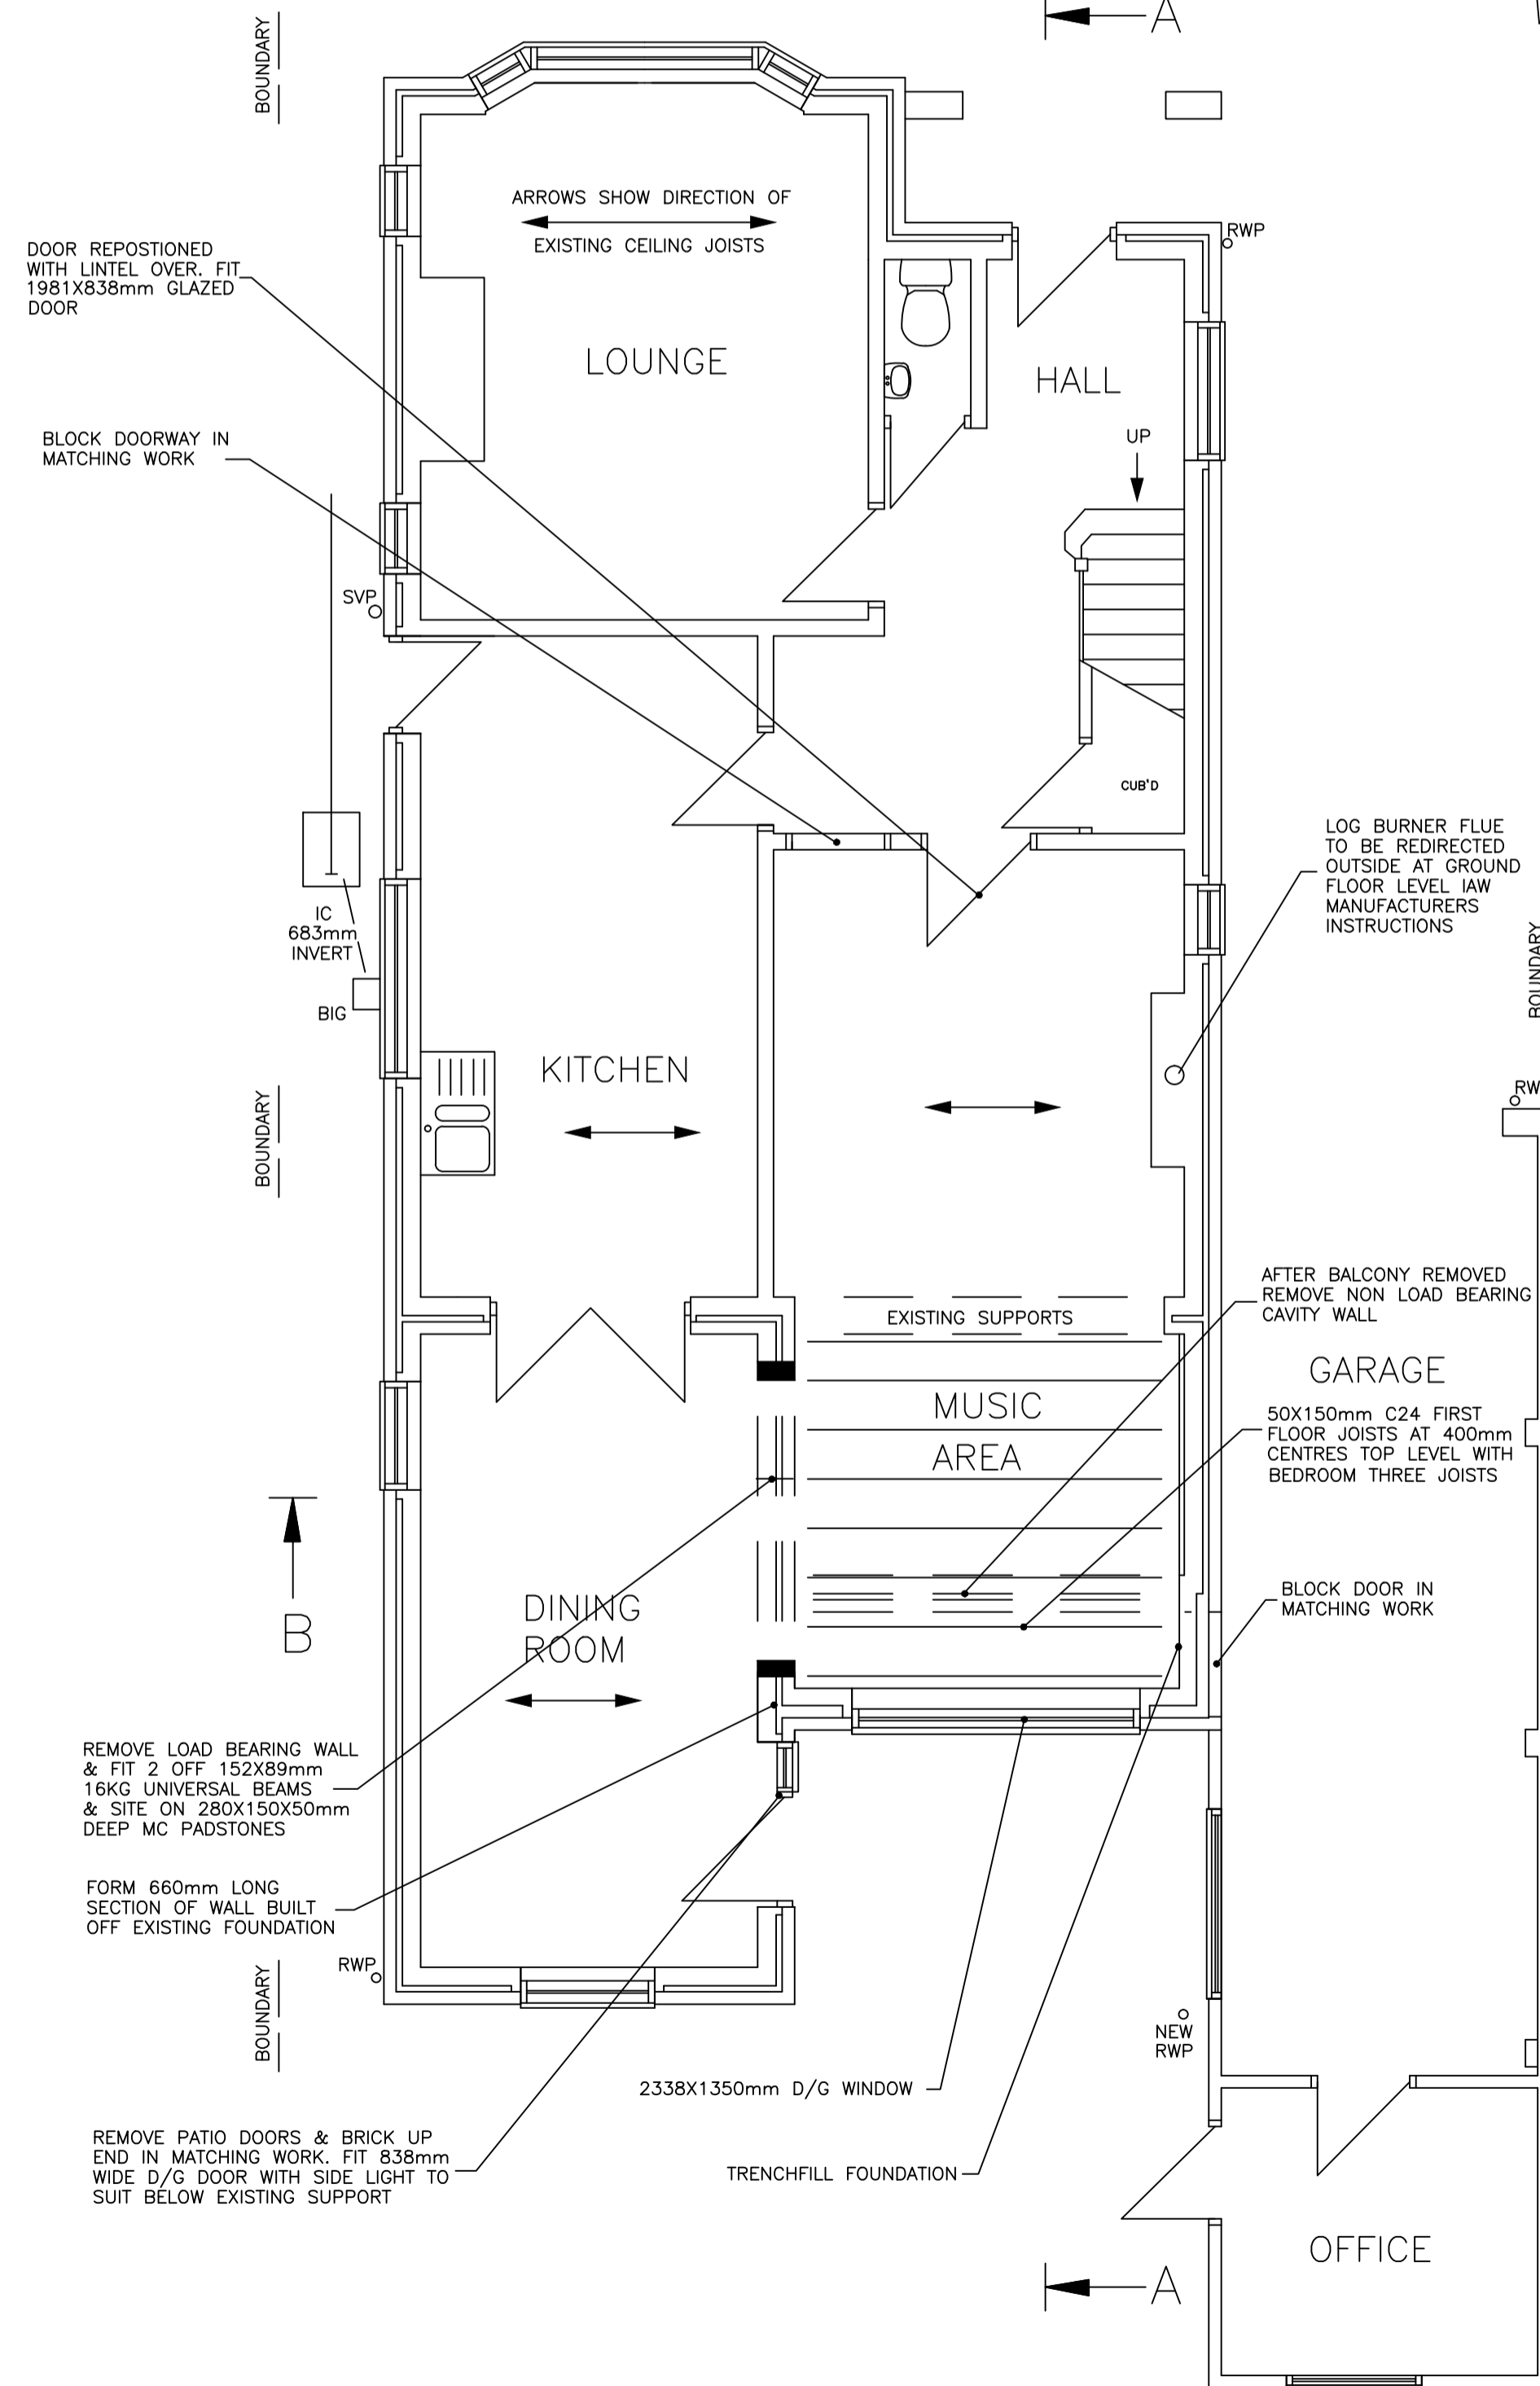 A
BOUNDARY
ARROWS SHOW DIRECTION OF
EXISTING CEILING JOISTS
RWP
DOOR REPOSTIONED
WITH LINTEL OVER. FIT
1981X838mm GLAZED
DOOR
LOUNGE
HALL
BLOCK DOORWAY IN
MATCHING WORK
UP
SVP
CUB'D
LOG BURNER FLUE
TO BE REDIRECTED
OUTSIDE AT GROUND
FLOOR LEVEL IAW
MANUFACTURERS
INSTRUCTIONS
IC
683mm
INVERT
BIG
BOUNDARY
KITCHEN
BOUNDARY
RW
AFTER BALCONY REMOVED
REMOVE NON LOAD BEARING
CAVITY WALL
EXISTING SUPPORTS
GARAGE
MUSIC
AREA
50X150mm C24 FIRST
FLOOR JOISTS AT 400mm
CENTRES TOP LEVEL WITH
BEDROOM THREE JOISTS
B
DINING
ROOM
BLOCK DOOR IN
MATCHING WORK
REMOVE LOAD BEARING WALL
& FIT 2 OFF 152X89mm
16KG UNIVERSAL BEAMS
& SITE ON 280X150X50mm
DEEP MC PADSTONES
FORM 660mm LONG
SECTION OF WALL BUILT
OFF EXISTING FOUNDATION
RWP
BOUNDARY
NEW
RWP
2338X1350mm D/G WINDOW
REMOVE PATIO DOORS & BRICK UP
END IN MATCHING WORK. FIT 838mm
WIDE D/G DOOR WITH SIDE LIGHT TO
SUIT BELOW EXISTING SUPPORT
TRENCHFILL FOUNDATION
OFFICE
A